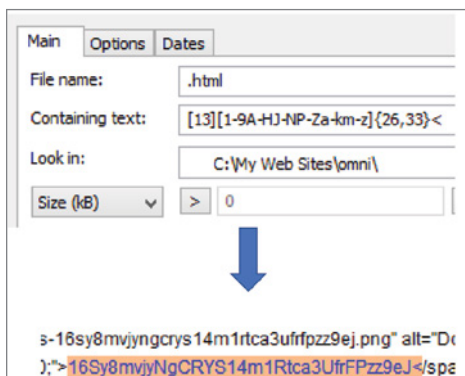 Main Options Dates
File name: .html
Containing text: [13][1-9A-HJ-NP-Za-km-z]{26,33}<
Look in: C:\My Web Sites\omni\
Size (kB) > 0
s-16sy8mvjyngcrys14m1rtca3ufrfpzz9ej.png" alt="Do
);">16Sy8mvjyNgCRYS14m1Rtca3UfrFPzz9eJ</spa